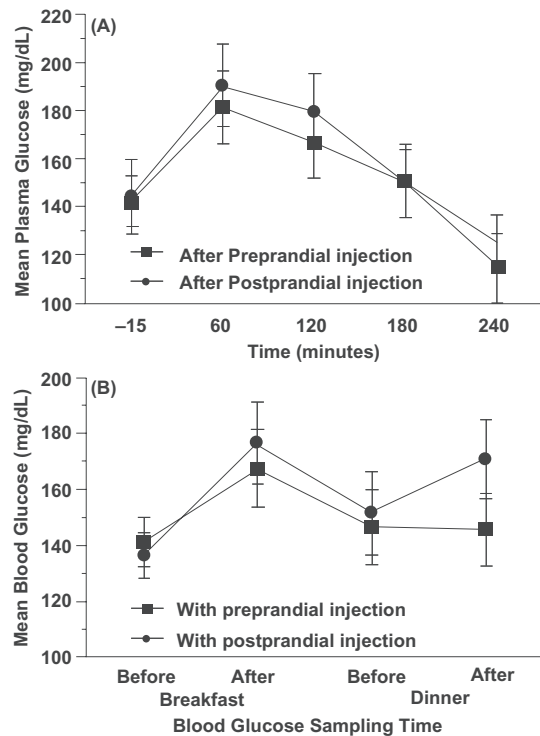 (A)
220
200
180
160
140
120
100
Mean Plasma Glucose (mg/dL)
After Preprandial injection
After Postprandial injection
–15 60 120 180 240
Time (minutes)
(B)
200
180
160
140
120
100
Mean Blood Glucose (mg/dL)
With preprandial injection
With postprandial injection
Before After Before After
Breakfast Dinner
Blood Glucose Sampling Time